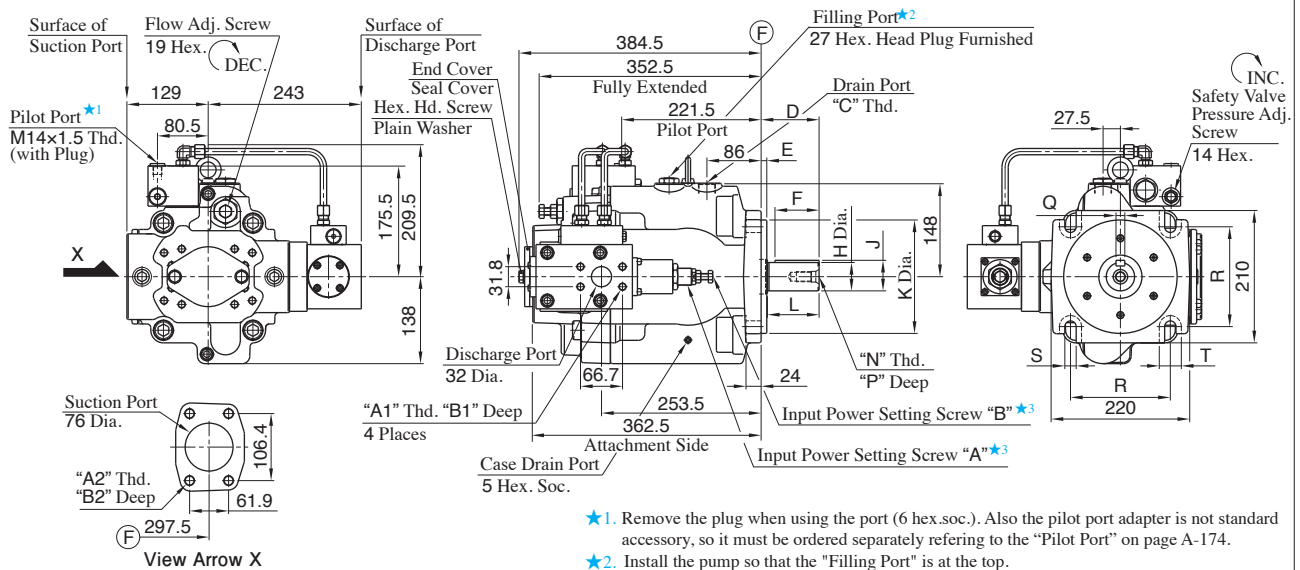 Surface of
Suction Port
Flow Adj. Screw
19 Hex.
DEC.
Surface of
Discharge Port
129
243
80.5
Pilot Port★1
M14×1.5 Thd.
(with Plug)
X
175.5
209.5
138
Suction Port
76 Dia.
"A2" Thd.
"B2" Deep
106.4
61.9
F
297.5
View Arrow X
Filling Port★2
27 Hex. Head Plug Furnished
F
384.5
352.5
Fully Extended
End Cover
Seal Cover
Hex. Hd. Screw
Plain Washer
221.5
Pilot Port
Drain Port
"C" Thd.
D
86
E
F
H Dia.
J
K Dia.
148
L
31.8
Discharge Port
32 Dia.
66.7
24
"N" Thd.
"P" Deep
"A1" Thd. "B1" Deep
4 Places
253.5
362.5
Attachment Side
Input Power Setting Screw "B"★3
Input Power Setting Screw "A"★3
Case Drain Port
5 Hex. Soc.
INC.
Safety Valve
Pressure Adj.
Screw
14 Hex.
27.5
Q
R
210
S
T
R
220
★1. Remove the plug when using the port (6 hex.soc.). Also the pilot port adapter is not standard
accessory, so it must be ordered separately refering to the "Pilot Port" on page A-174.
★2. Install the pump so that the "Filling Port" is at the top.